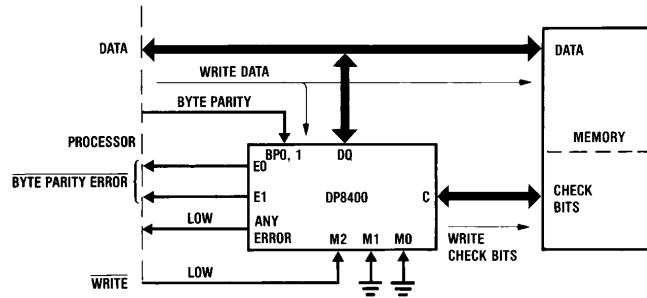 DATA
DATA
WRITE DATA
BYTE PARITY
PROCESSOR
MEMORY
BP0, 1
DQ
E0
BYTE PARITY ERROR
E1
DP8400
C
CHECK
BITS
LOW
ANY
ERROR
M2
M1
M0
WRITE
CHECK BITS
WRITE
LOW